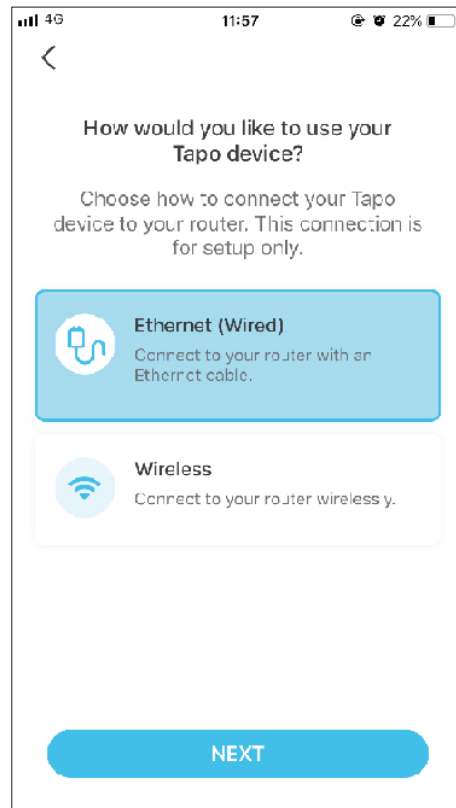 4G 11:57 22%
How would you like to use your
Tapo device?
Choose how to connect your Tapo
device to your router. This connection is
for setup only.
Ethernet (Wired)
Connect to your router with an
Ethernet cable.
Wireless
Connect to your router wirelessly.
NEXT